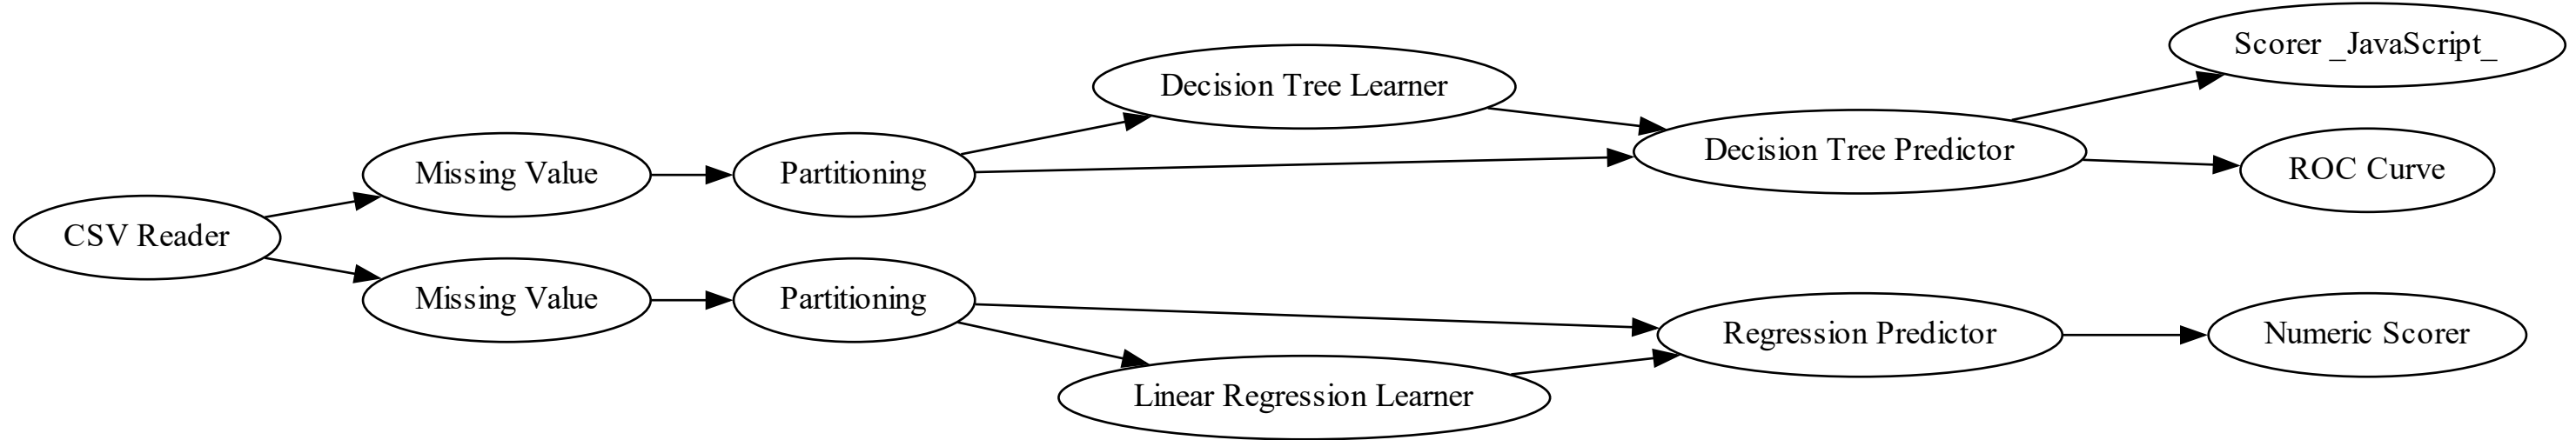 CSV Reader
Missing Value
Partitioning
Decision Tree Learner
Decision Tree Predictor
Scorer _JavaScript_
ROC Curve
Missing Value
Partitioning
Linear Regression Learner
Regression Predictor
Numeric Scorer